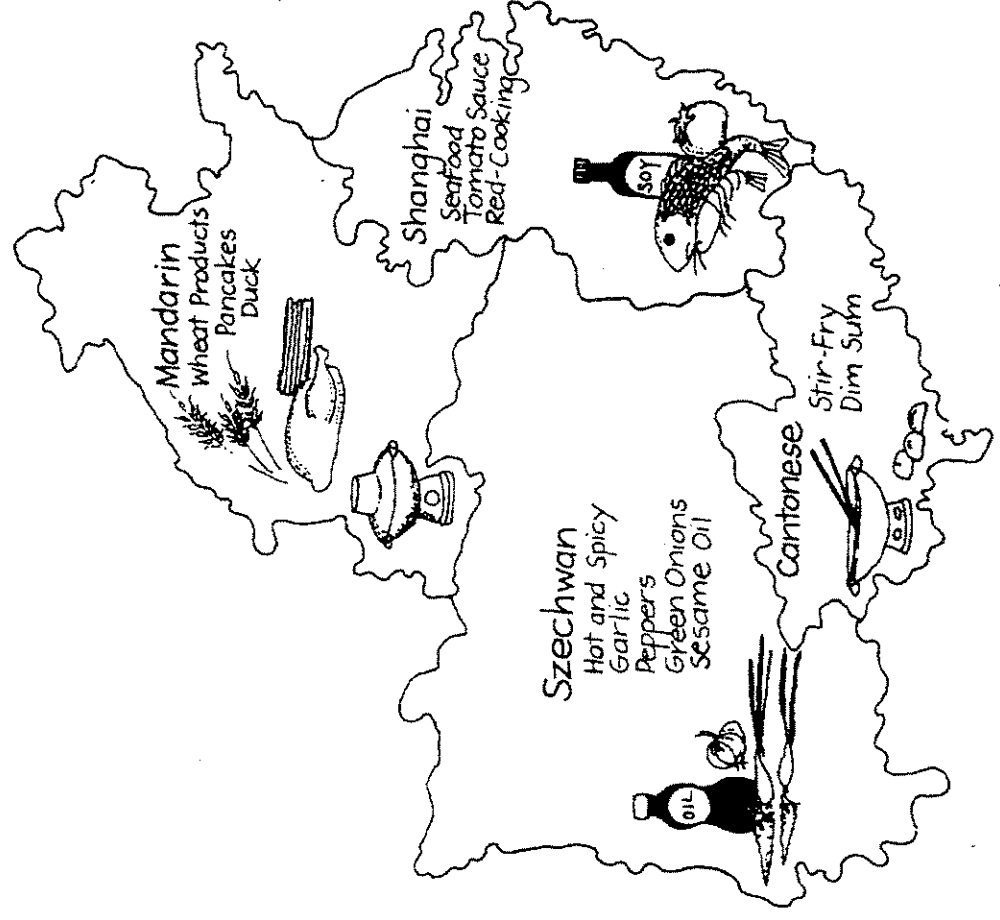 Mandarin
Wheat Products
Pancakes
Duck
Shanghai
Seafood
Tomato Sauce
Red-Cooking
SOY
Szechwan
Hot and Spicy
Garlic
Peppers
Green Onions
Sesame Oil
OIL
Cantonese
Stir-Fry
Dim Sum